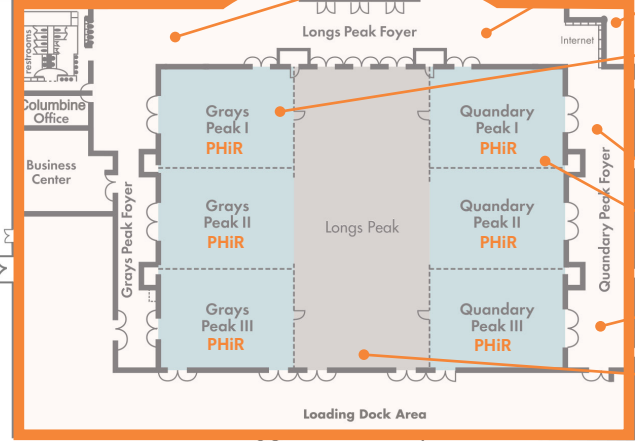 Longs Peak Foyer
Internet
restrooms
Columbine
Office
Business
Center
Grays Peak Foyer
Grays
Peak I
PHiR
Quandary
Peak I
PHiR
Grays
Peak II
PHiR
Longs Peak
Quandary
Peak II
PHiR
Grays
Peak III
PHiR
Quandary
Peak III
PHiR
Quandary Peak Foyer
Loading Dock Area